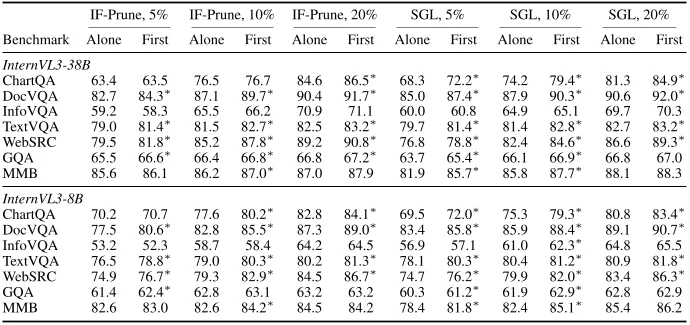 IF-Prune, 5% IF-Prune, 10% IF-Prune, 20% SGL, 5% SGL, 10% SGL, 20%
Benchmark Alone First Alone First Alone First Alone First Alone First Alone First
InternVL3-38B
ChartQA 63.4 63.5 76.5 76.7 84.6 86.5* 68.3 72.2* 74.2 79.4* 81.3 84.9*
DocVQA 82.7 84.3* 87.1 89.7* 90.4 91.7* 85.0 87.4* 87.9 90.3* 90.6 92.0*
InfoVQA 59.2 58.3 65.5 66.2 70.9 71.1 60.0 60.8 64.9 65.1 69.7 70.3
TextVQA 79.0 81.4* 81.5 82.7* 82.5 83.2* 79.7 81.4* 81.4 82.8* 82.7 83.2*
WebSRC 79.5 81.8* 85.2 87.8* 89.2 90.8* 76.8 78.8* 82.4 84.6* 86.6 89.3*
GQA 65.5 66.6* 66.4 66.8* 66.8 67.2* 63.7 65.4* 66.1 66.9* 66.8 67.0
MMB 85.6 86.1 86.2 87.0* 87.0 87.9 81.9 85.7* 85.8 87.7* 88.1 88.3
InternVL3-8B
ChartQA 70.2 70.7 77.6 80.2* 82.8 84.1* 69.5 72.0* 75.3 79.3* 80.8 83.4*
DocVQA 77.5 80.6* 82.8 85.5* 87.3 89.0* 83.4 85.8* 85.9 88.4* 89.1 90.7*
InfoVQA 53.2 52.3 58.7 58.4 64.2 64.5 56.9 57.1 61.0 62.3* 64.8 65.5
TextVQA 76.5 78.8* 79.0 80.3* 80.2 81.3* 78.1 80.3* 80.4 81.2* 80.9 81.8*
WebSRC 74.9 76.7* 79.3 82.9* 84.5 86.7* 74.7 76.2* 79.9 82.0* 83.4 86.3*
GQA 61.4 62.4* 62.8 63.1 63.2 63.2 60.3 61.2* 61.9 62.9* 62.8 62.9
MMB 82.6 83.0 82.6 84.2* 84.5 84.2 78.4 81.8* 82.4 85.1* 85.4 86.2